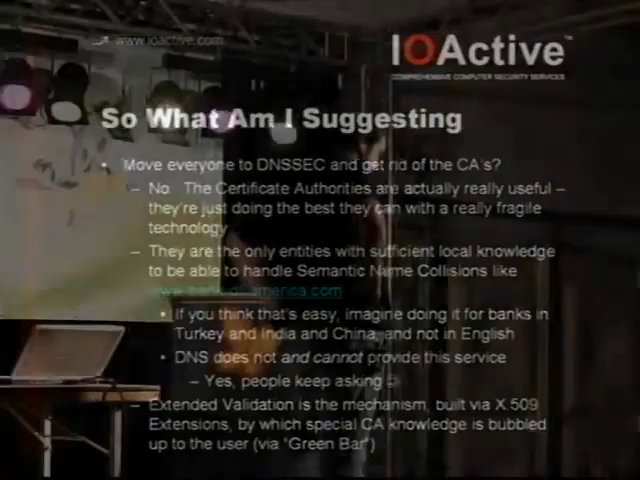 www.ioactive.com
IOActive™
COMPREHENSIVE COMPUTER SECURITY SERVICES
So What Am I Suggesting
• Move everyone to DNSSEC and get rid of the CA's?
– No. The Certificate Authorities are actually really useful –
they're just doing the best they can with a really fragile
technology
– They are the only entities with sufficient local knowledge
to be able to handle Semantic Name Collisions like
• If you think that's easy, imagine doing it for banks in
Turkey and India and China, and not in English
• DNS does not and cannot provide this service
– Yes, people keep asking
– Extended Validation is the mechanism, built via X.509
Extensions, by which special CA knowledge is bubbled
up to the user (via "Green Bar")